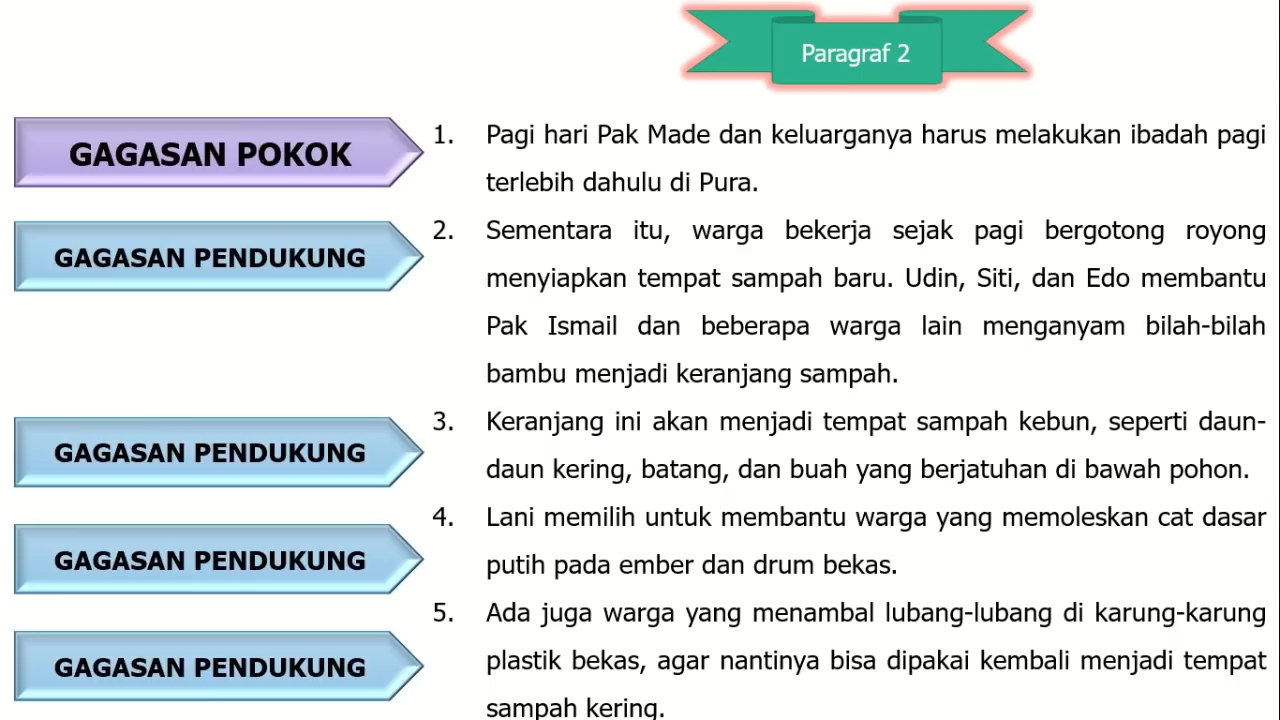 Paragraf 2
GAGASAN POKOK
1. Pagi hari Pak Made dan keluarganya harus melakukan ibadah pagi
terlebih dahulu di Pura.
GAGASAN PENDUKUNG
2. Sementara itu, warga bekerja sejak pagi bergotong royong
menyiapkan tempat sampah baru. Udin, Siti, dan Edo membantu
Pak Ismail dan beberapa warga lain menganyam bilah-bilah
bambu menjadi keranjang sampah.
GAGASAN PENDUKUNG
3. Keranjang ini akan menjadi tempat sampah kebun, seperti daun-
daun kering, batang, dan buah yang berjatuhan di bawah pohon.
GAGASAN PENDUKUNG
4. Lani memilih untuk membantu warga yang memoleskan cat dasar
putih pada ember dan drum bekas.
GAGASAN PENDUKUNG
5. Ada juga warga yang menambal lubang-lubang di karung-karung
plastik bekas, agar nantinya bisa dipakai kembali menjadi tempat
sampah kering.